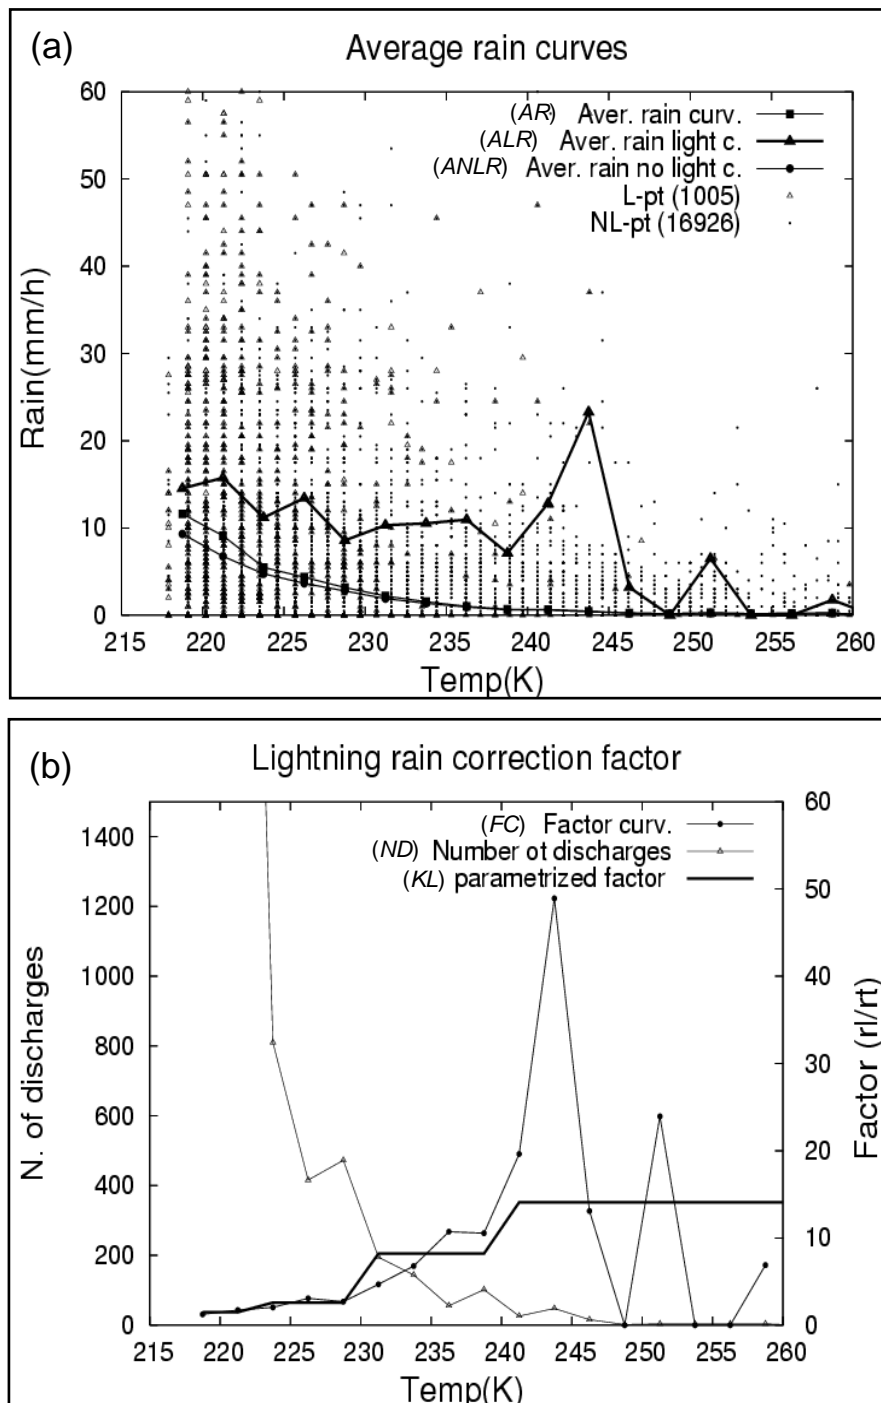 (a) Average rain curves
60
50
40
30
20
10
0
Rain(mm/h)
(AR) Aver. rain curv.
(ALR) Aver. rain light c.
(ANLR) Aver. rain no light c.
L-pt (1005)
NL-pt (16926)
215 220 225 230 235 240 245 250 255 260
Temp(K)
(b) Lightning rain correction factor
1400
1200
1000
800
600
400
200
0
N. of discharges
(FC) Factor curv.
(ND) Number of discharges
(KL) parametrized factor
60
50
40
30
20
10
0
Factor (rl/rt)
215 220 225 230 235 240 245 250 255 260
Temp(K)